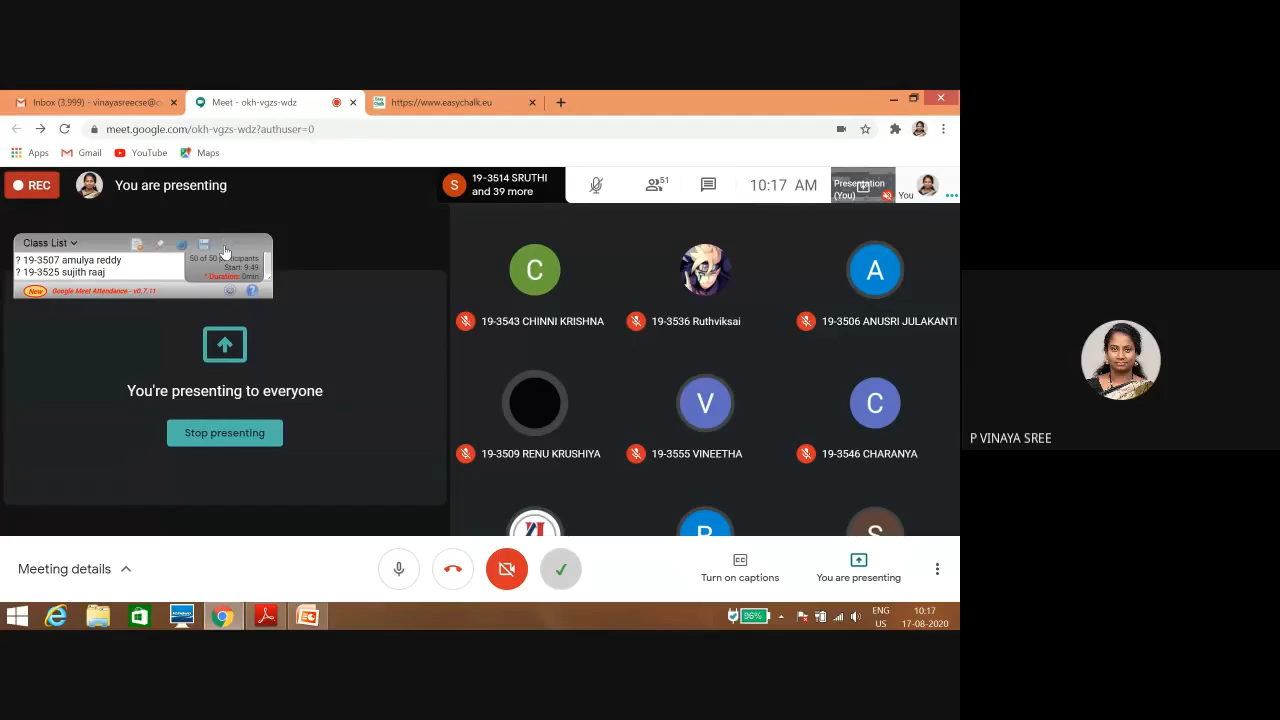 Inbox (3,999) - vinayasreecse@c
Meet - okh-vgzs-wdz
https://www.easychalk.eu
meet.google.com/okh-vgzs-wdz?authuser=0
Apps
Gmail
YouTube
Maps
REC
You are presenting
S
19-3514 SRUTHI
and 39 more
51
10:17 AM
Presentation
(You)
You
Class List
? 19-3507 amulya reddy
? 19-3525 sujith raaj
50 of 50 participants
Start: 9:49
* Duration: 0min
New
Google Meet Attendance - v0.7.11
?
You're presenting to everyone
Stop presenting
C
A
19-3543 CHINNI KRISHNA
19-3536 Ruthviksai
19-3506 ANUSRI JULAKANTI
V
C
19-3509 RENU KRUSHIYA
19-3555 VINEETHA
19-3546 CHARANYA
P VINAYA SREE
Meeting details
CC
Turn on captions
You are presenting
96%
ENG
US
10:17
17-08-2020